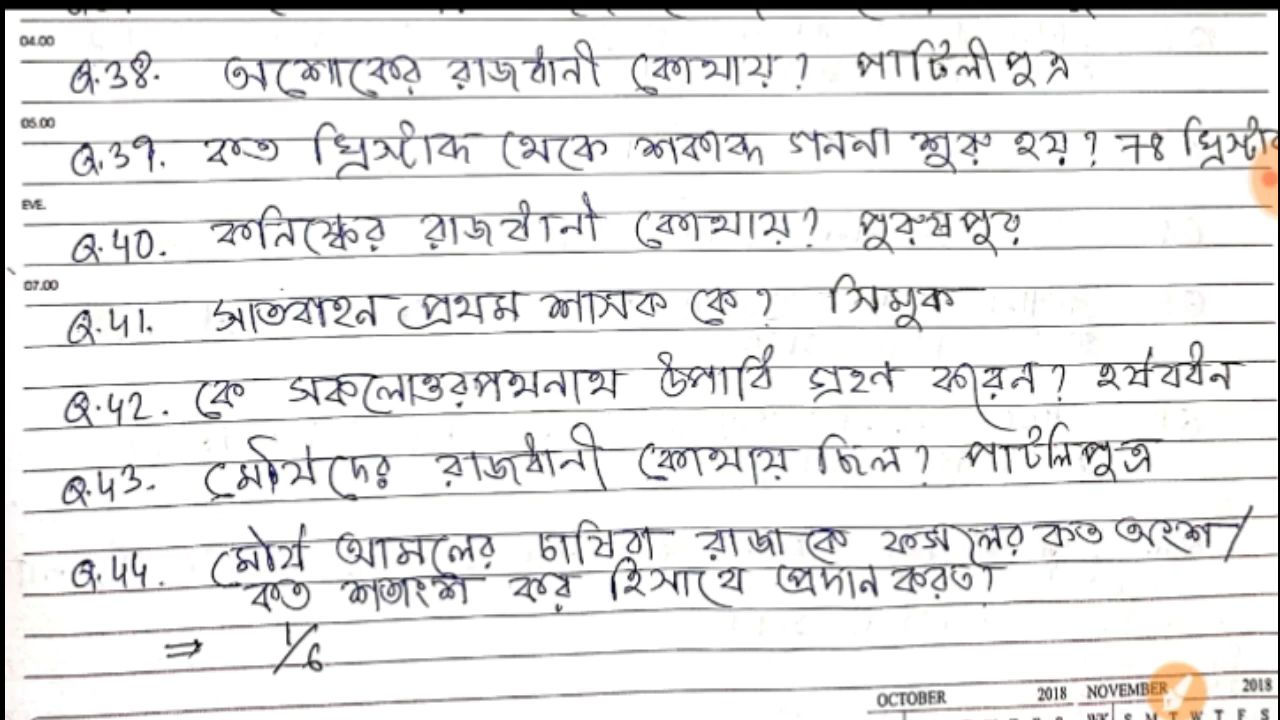 04.00
Q.38. অশোকের রাজধানী কোথায়? পাটিলীপুত্র
05.00
Q.39. কত খ্রিস্টাব্দ থেকে শকাব্দ গননা শুরু হয়? 78 খ্রিস্টাব
EVE.
Q.40. কনিষ্কের রাজধানী কোথায়? পুরুষপুর
07.00
Q.41. সাতবাহন প্রথম শাসক কে? সিমুক
Q.42. কে সকলোত্তরপথনাথ উপাধি গ্রহণ করেন? হর্ষবর্ধন
Q.43. মৌর্যদের রাজধানী কোথায় ছিল? পাটলিপুত্র
Q.44. মৌর্য আমলের চাষিরা রাজা কে ফসলের কত অংশ/
কত শতাংশ কর হিসাবে প্রদান করত?
⇒ 1/6
OCTOBER 2018 NOVEMBER 2018
WK S M T W T F S